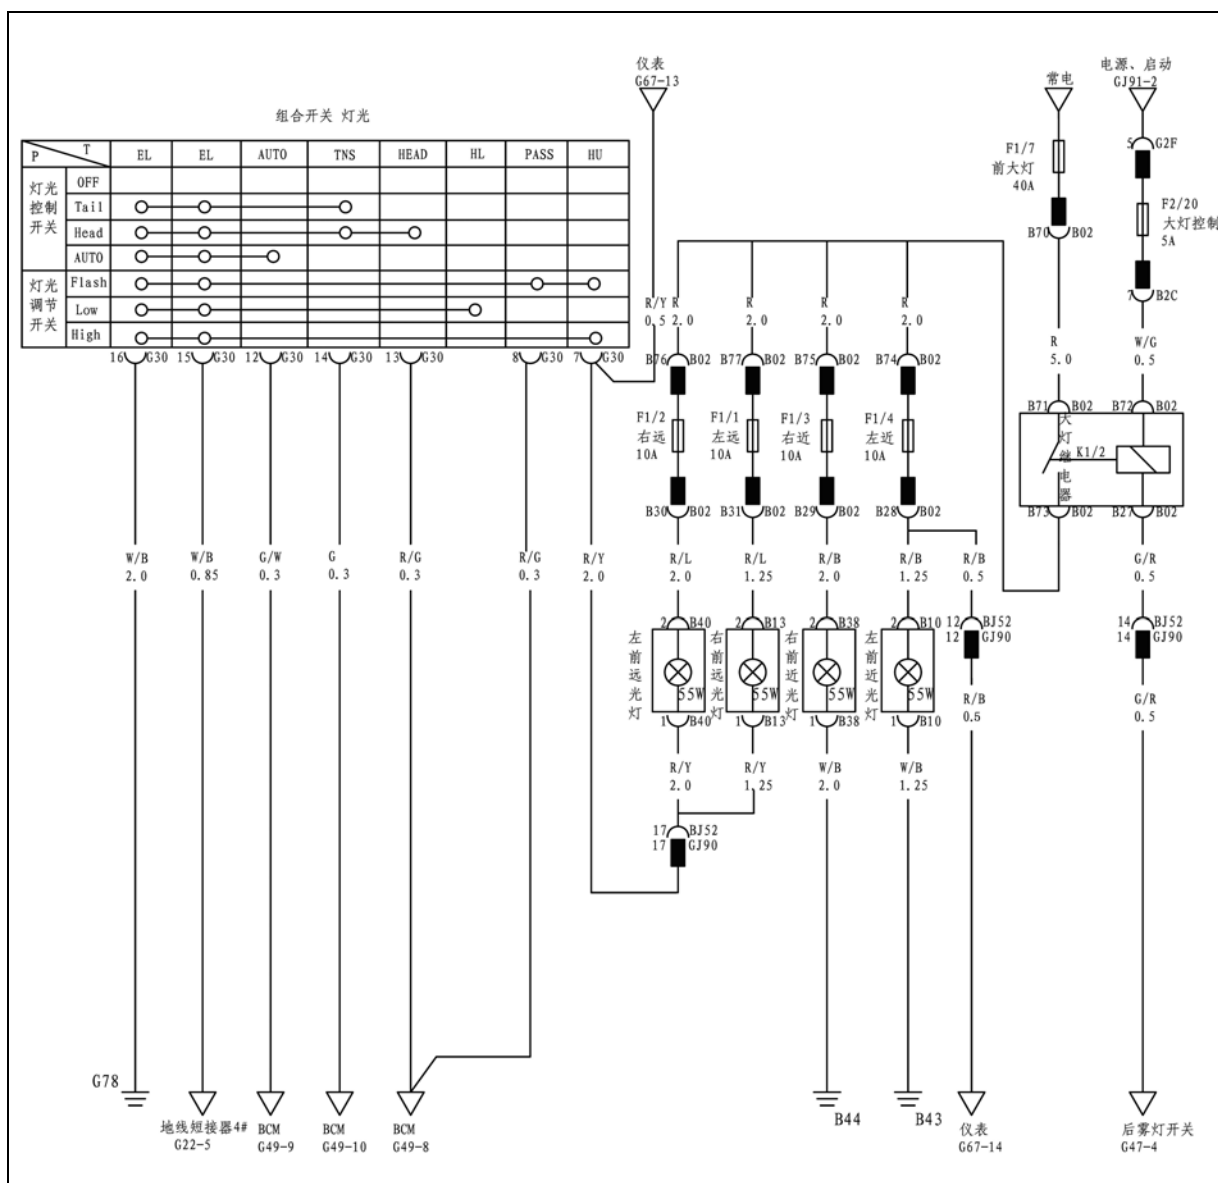 仪表
G67-13
常电
电源、启动
GJ91-2
组合开关 灯光
P T EL EL AUTO TNS HEAD HL PASS HU
灯光控制开关
OFF
Tail
Head
AUTO
灯光调节开关
Flash
Low
High
16 G30 15 G30 12 G30 14 G30 13 G30 8 G30 7 G30
F1/7
前大灯
40A
B70 B02
5 G2F
F2/20
大灯控制
5A
7 B2C
R/Y
0.5
R
2.0
R
2.0
R
2.0
R
2.0
R
5.0
W/G
0.5
B76 B02 B77 B02 B75 B02 B74 B02
F1/2
右远
10A
F1/1
左远
10A
F1/3
右近
10A
F1/4
左近
10A
B71 B02 B72 B02
大灯继电器
K1/2
B73 B02 B27 B02
B30 B02 B31 B02 B29 B02 B28 B02
W/B
2.0
W/B
0.85
G/W
0.3
G
0.3
R/G
0.3
R/G
0.3
R/Y
2.0
R/L
2.0
R/L
1.25
R/B
2.0
R/B
1.25
R/B
0.5
G/R
0.5
2 B40 2 B13 2 B38 2 B10
左前远光灯
55W
右前远光灯
55W
右前近光灯
55W
左前近光灯
55W
1 B40 1 B13 1 B38 1 B10
12 BJ52
12 GJ90
14 BJ52
14 GJ90
R/B
0.5
G/R
0.5
R/Y
2.0
R/Y
1.25
W/B
2.0
W/B
1.25
17 BJ52
17 GJ90
G78
地线短接器4#
G22-5
BCM
G49-9
BCM
G49-10
BCM
G49-8
B44
B43
仪表
G67-14
后雾灯开关
G47-4